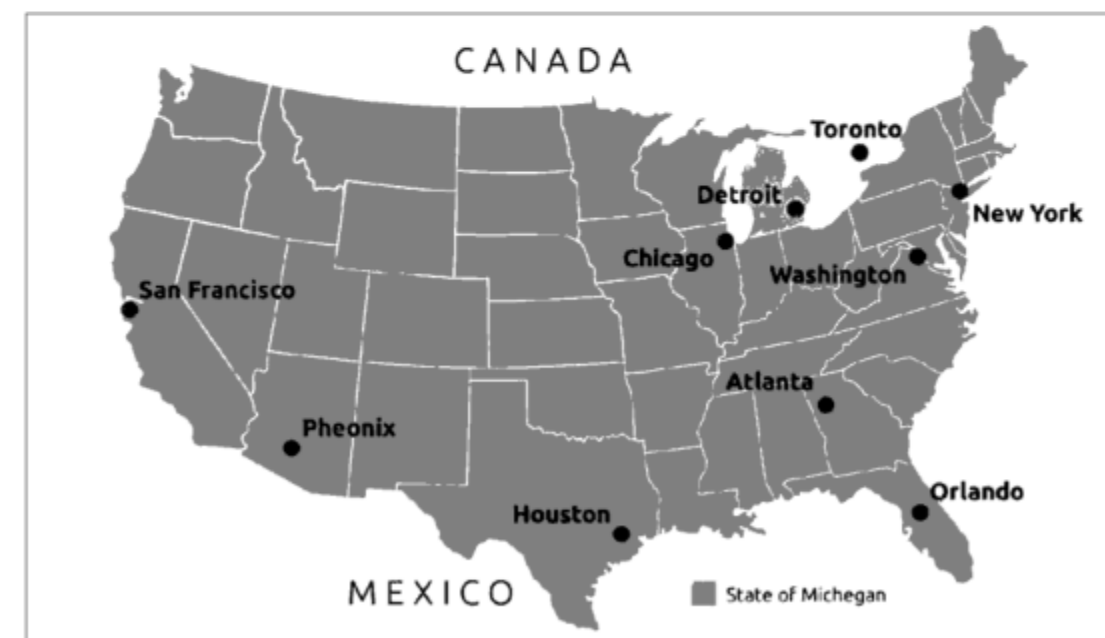 CANADA
Toronto
Detroit
New York
Chicago
Washington
San Francisco
Atlanta
Pheonix
Orlando
Houston
MEXICO
State of Michegan